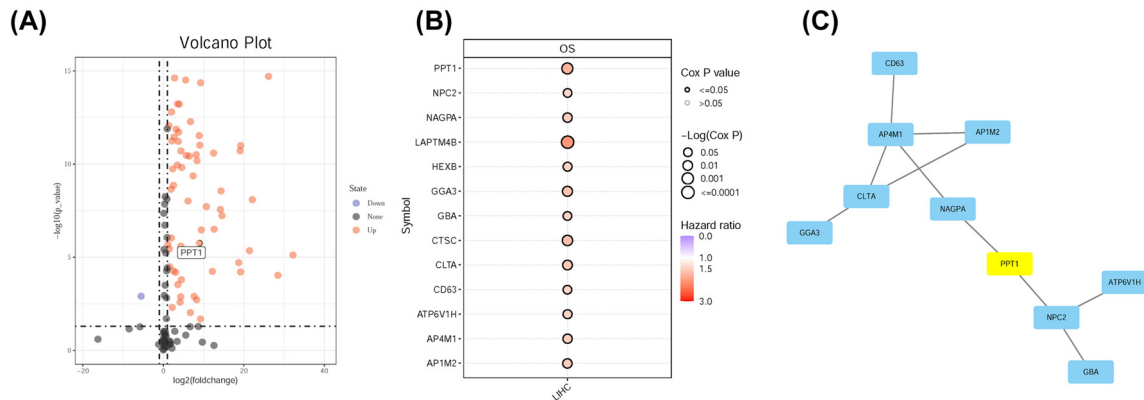 (A)
Volcano Plot
15
10
5
0
-20
0
20
40
−log10(p_value)
log2(foldchange)
PPT1
State
Down
None
Up
(B)
OS
Symbol
PPT1
NPC2
NAGPA
LAPTM4B
HEXB
GGA3
GBA
CTSC
CLTA
CD63
ATP6V1H
AP4M1
AP1M2
LIHC
Cox P value
<=0.05
>0.05
−Log(Cox P)
0.05
0.01
0.001
<=0.0001
Hazard ratio
0.0
1.0
1.5
3.0
(C)
CD63
AP4M1
AP1M2
CLTA
NAGPA
GGA3
PPT1
ATP6V1H
NPC2
GBA